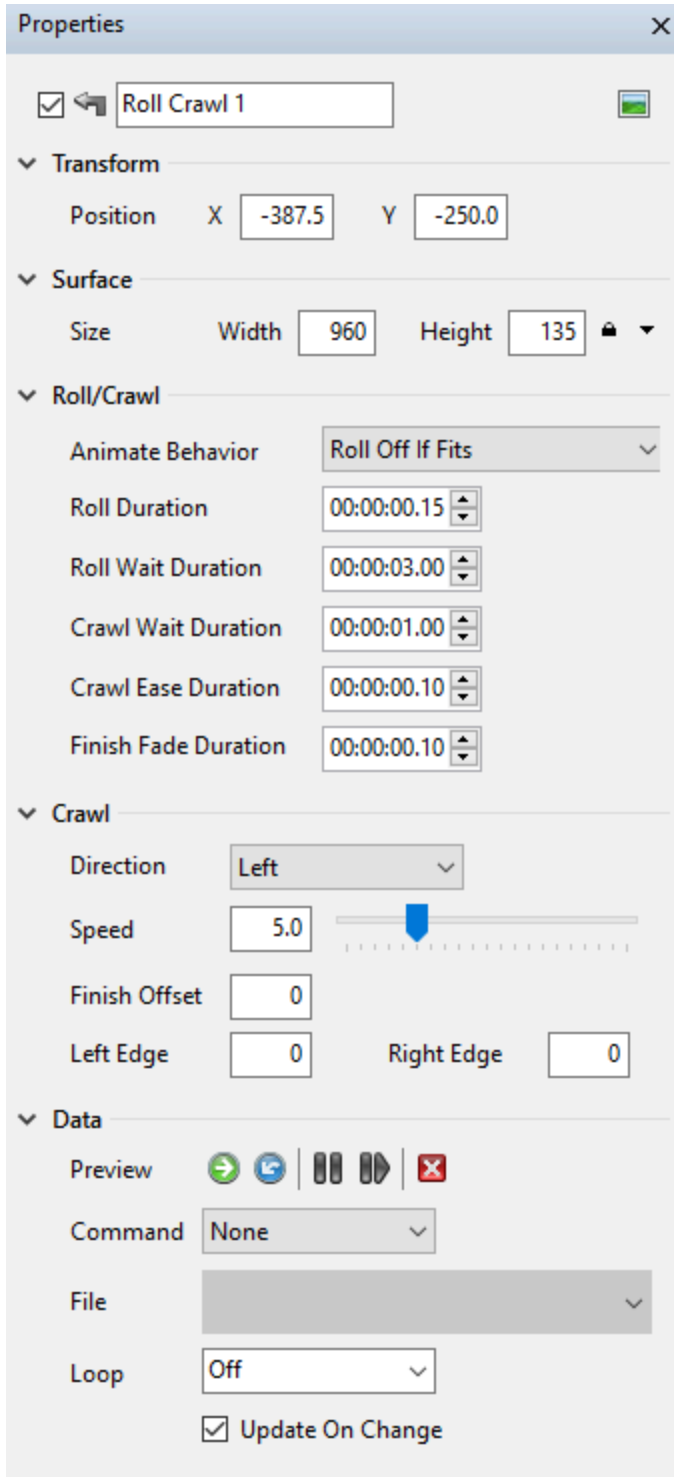 Properties
Roll Crawl 1
Transform
Position X -387.5 Y -250.0
Surface
Size Width 960 Height 135
Roll/Crawl
Animate Behavior Roll Off If Fits
Roll Duration 00:00:00.15
Roll Wait Duration 00:00:03.00
Crawl Wait Duration 00:00:01.00
Crawl Ease Duration 00:00:00.10
Finish Fade Duration 00:00:00.10
Crawl
Direction Left
Speed 5.0
Finish Offset 0
Left Edge 0 Right Edge 0
Data
Preview
Command None
File
Loop Off
Update On Change